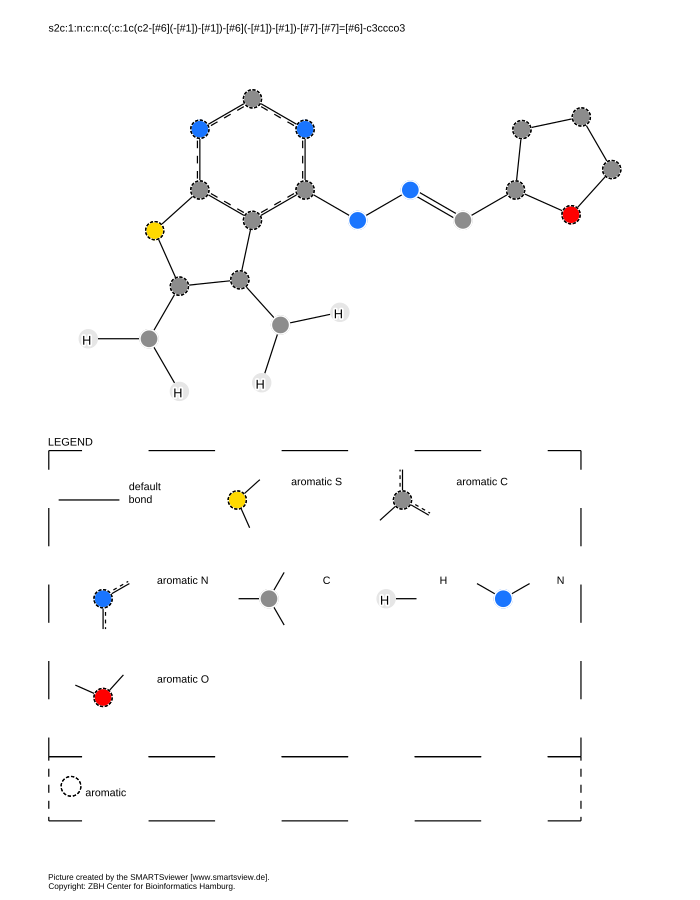 s2c:1:n:c:n:c(:c:1c(c2-[#6](-[#1])-[#1])-[#6](-[#1])-[#1])-[#7]-[#7]=[#6]-c3ccco3
H
H
H
H
LEGEND
default
bond
aromatic S
aromatic C
aromatic N
C
H
H
N
aromatic O
aromatic
Picture created by the SMARTSviewer [www.smartsview.de].
Copyright: ZBH Center for Bioinformatics Hamburg.